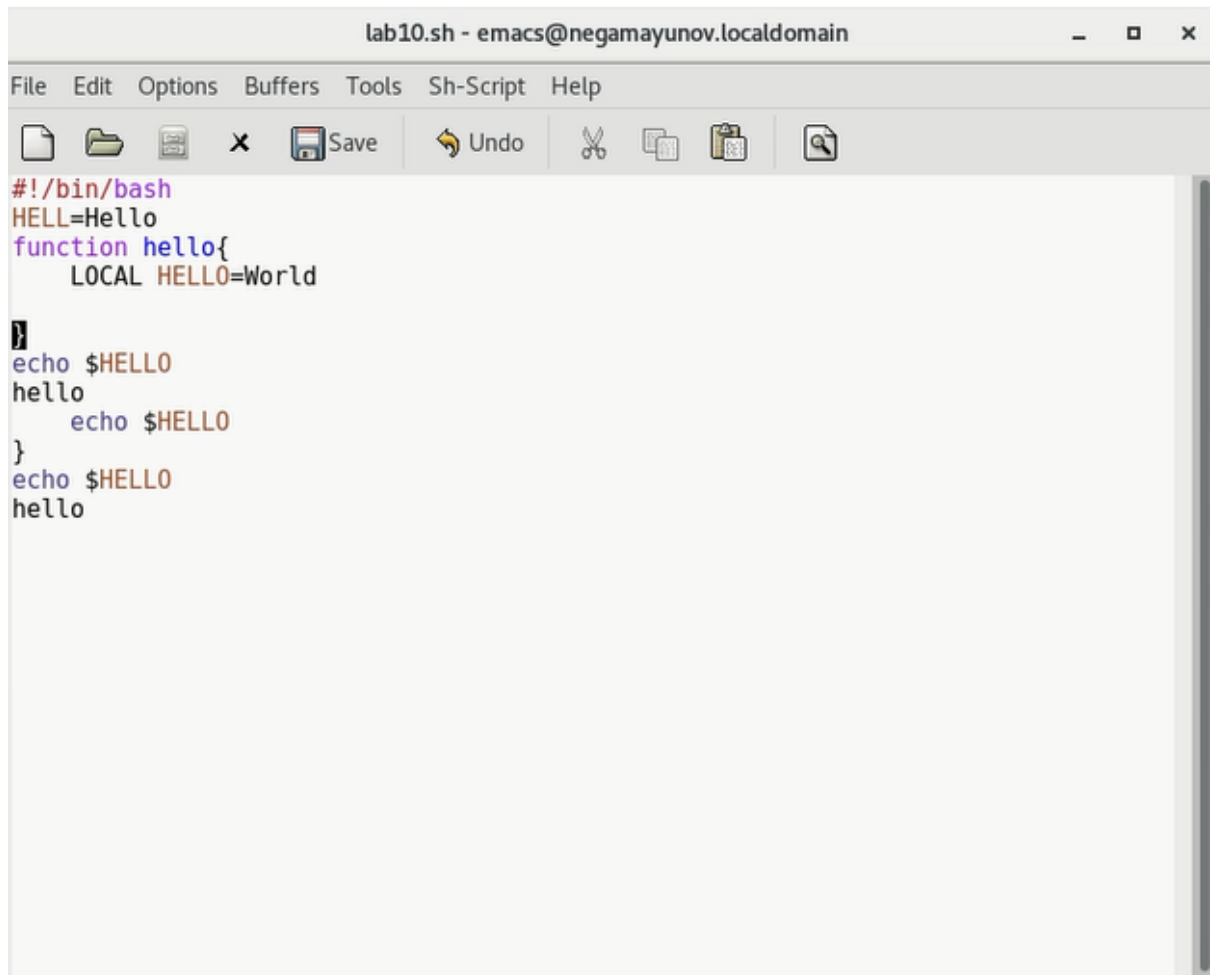 lab10.sh - emacs@negamayunov.localdomain
File Edit Options Buffers Tools Sh-Script Help
Save Undo
#!/bin/bash
HELL=Hello
function hello{
    LOCAL HELLO=World

}
echo $HELLO
hello
    echo $HELLO
}
echo $HELLO
hello